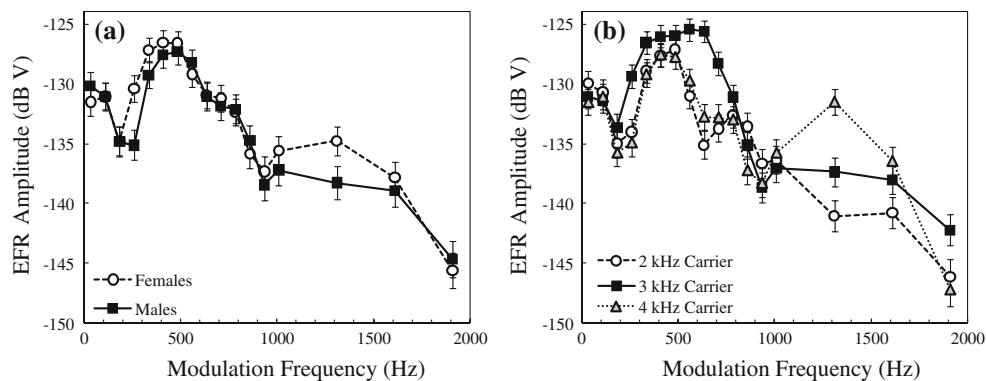 (a)
EFR Amplitude (dB V)
-125
-130
-135
-140
-145
-150
Females
Males
0 500 1000 1500 2000
Modulation Frequency (Hz)
(b)
EFR Amplitude (dB V)
-125
-130
-135
-140
-145
-150
2 kHz Carrier
3 kHz Carrier
4 kHz Carrier
0 500 1000 1500 2000
Modulation Frequency (Hz)